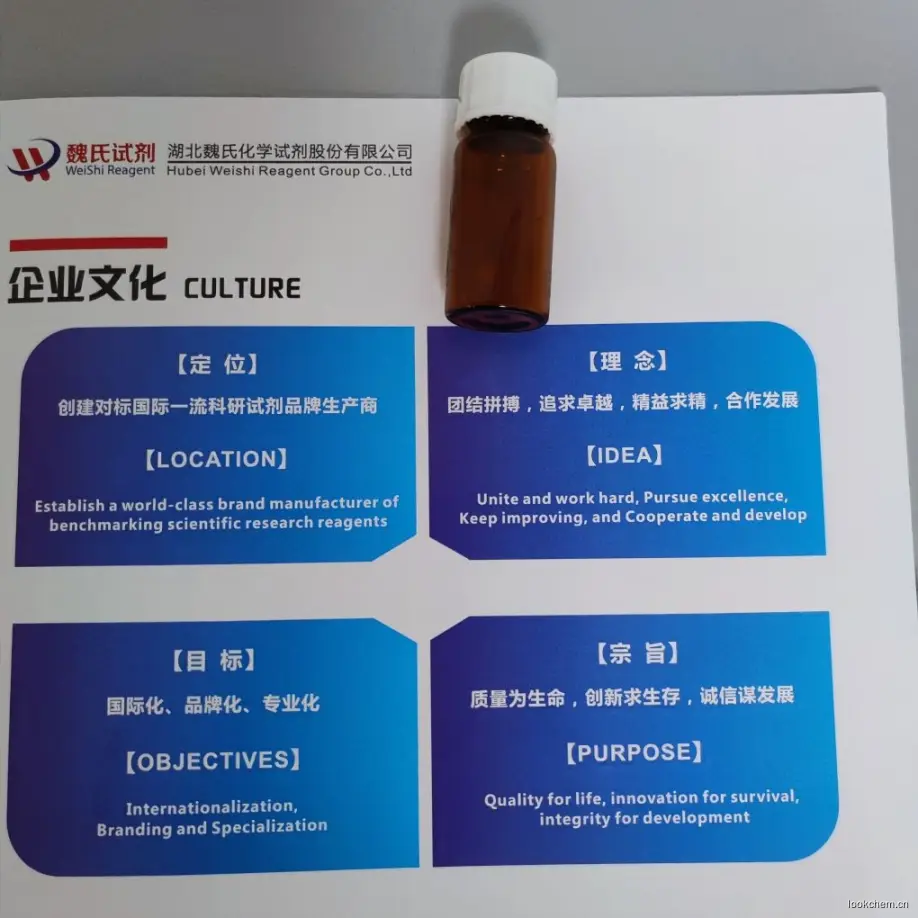 魏氏试剂
WeiShi Reagent
湖北魏氏化学试剂股份有限公司
Hubei Weishi Reagent Group Co.,Ltd
企业文化 CULTURE
【定 位】
创建对标国际一流科研试剂品牌生产商
【LOCATION】
Establish a world-class brand manufacturer of
benchmarking scientific research reagents
【理 念】
团结拼搏，追求卓越，精益求精，合作发展
【IDEA】
Unite and work hard, Pursue excellence,
Keep improving, and Cooperate and develop
【目 标】
国际化、品牌化、专业化
【OBJECTIVES】
Internationalization,
Branding and Specialization
【宗 旨】
质量为生命，创新求生存，诚信谋发展
【PURPOSE】
Quality for life, innovation for survival,
integrity for development
lookchem.cn